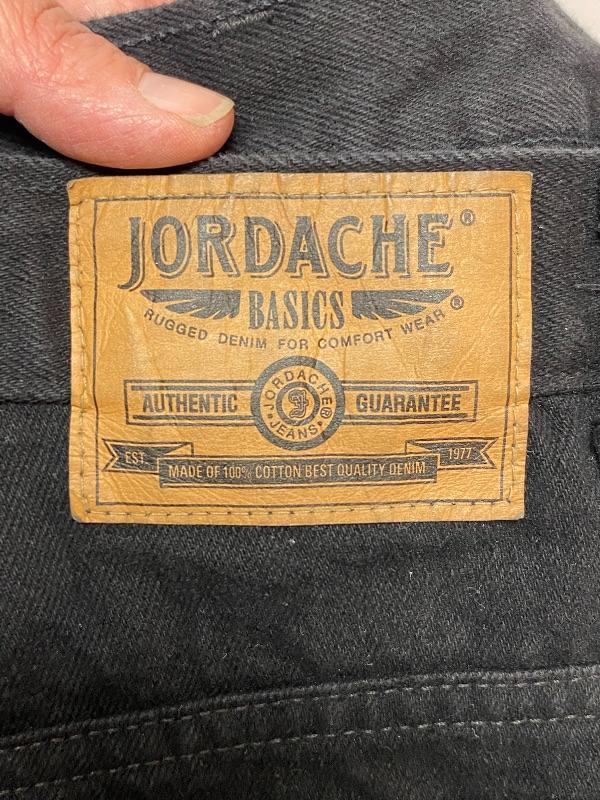 JORDACHE®
BASICS
RUGGED DENIM FOR COMFORT WEAR®
AUTHENTIC
JORDACHE®
J
JEANS
GUARANTEE
EST. 1977
MADE OF 100% COTTON BEST QUALITY DENIM